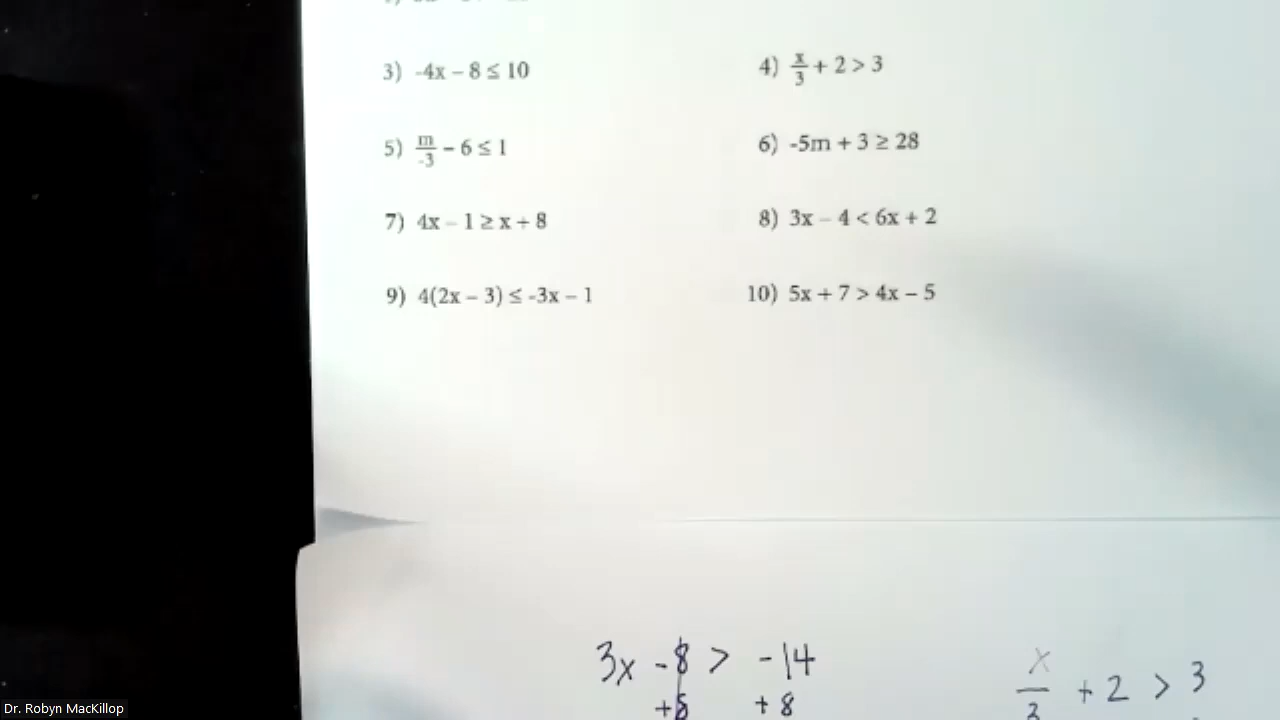 3) -4x – 8 ≤ 10
4) x/3 + 2 > 3
5) m/-3 – 6 ≤ 1
6) -5m + 3 ≥ 28
7) 4x – 1 ≥ x + 8
8) 3x – 4 < 6x + 2
9) 4(2x – 3) ≤ -3x – 1
10) 5x + 7 > 4x – 5
3x - 8 > -14
+8 +8
x/3 + 2 > 3
Dr. Robyn MacKillop